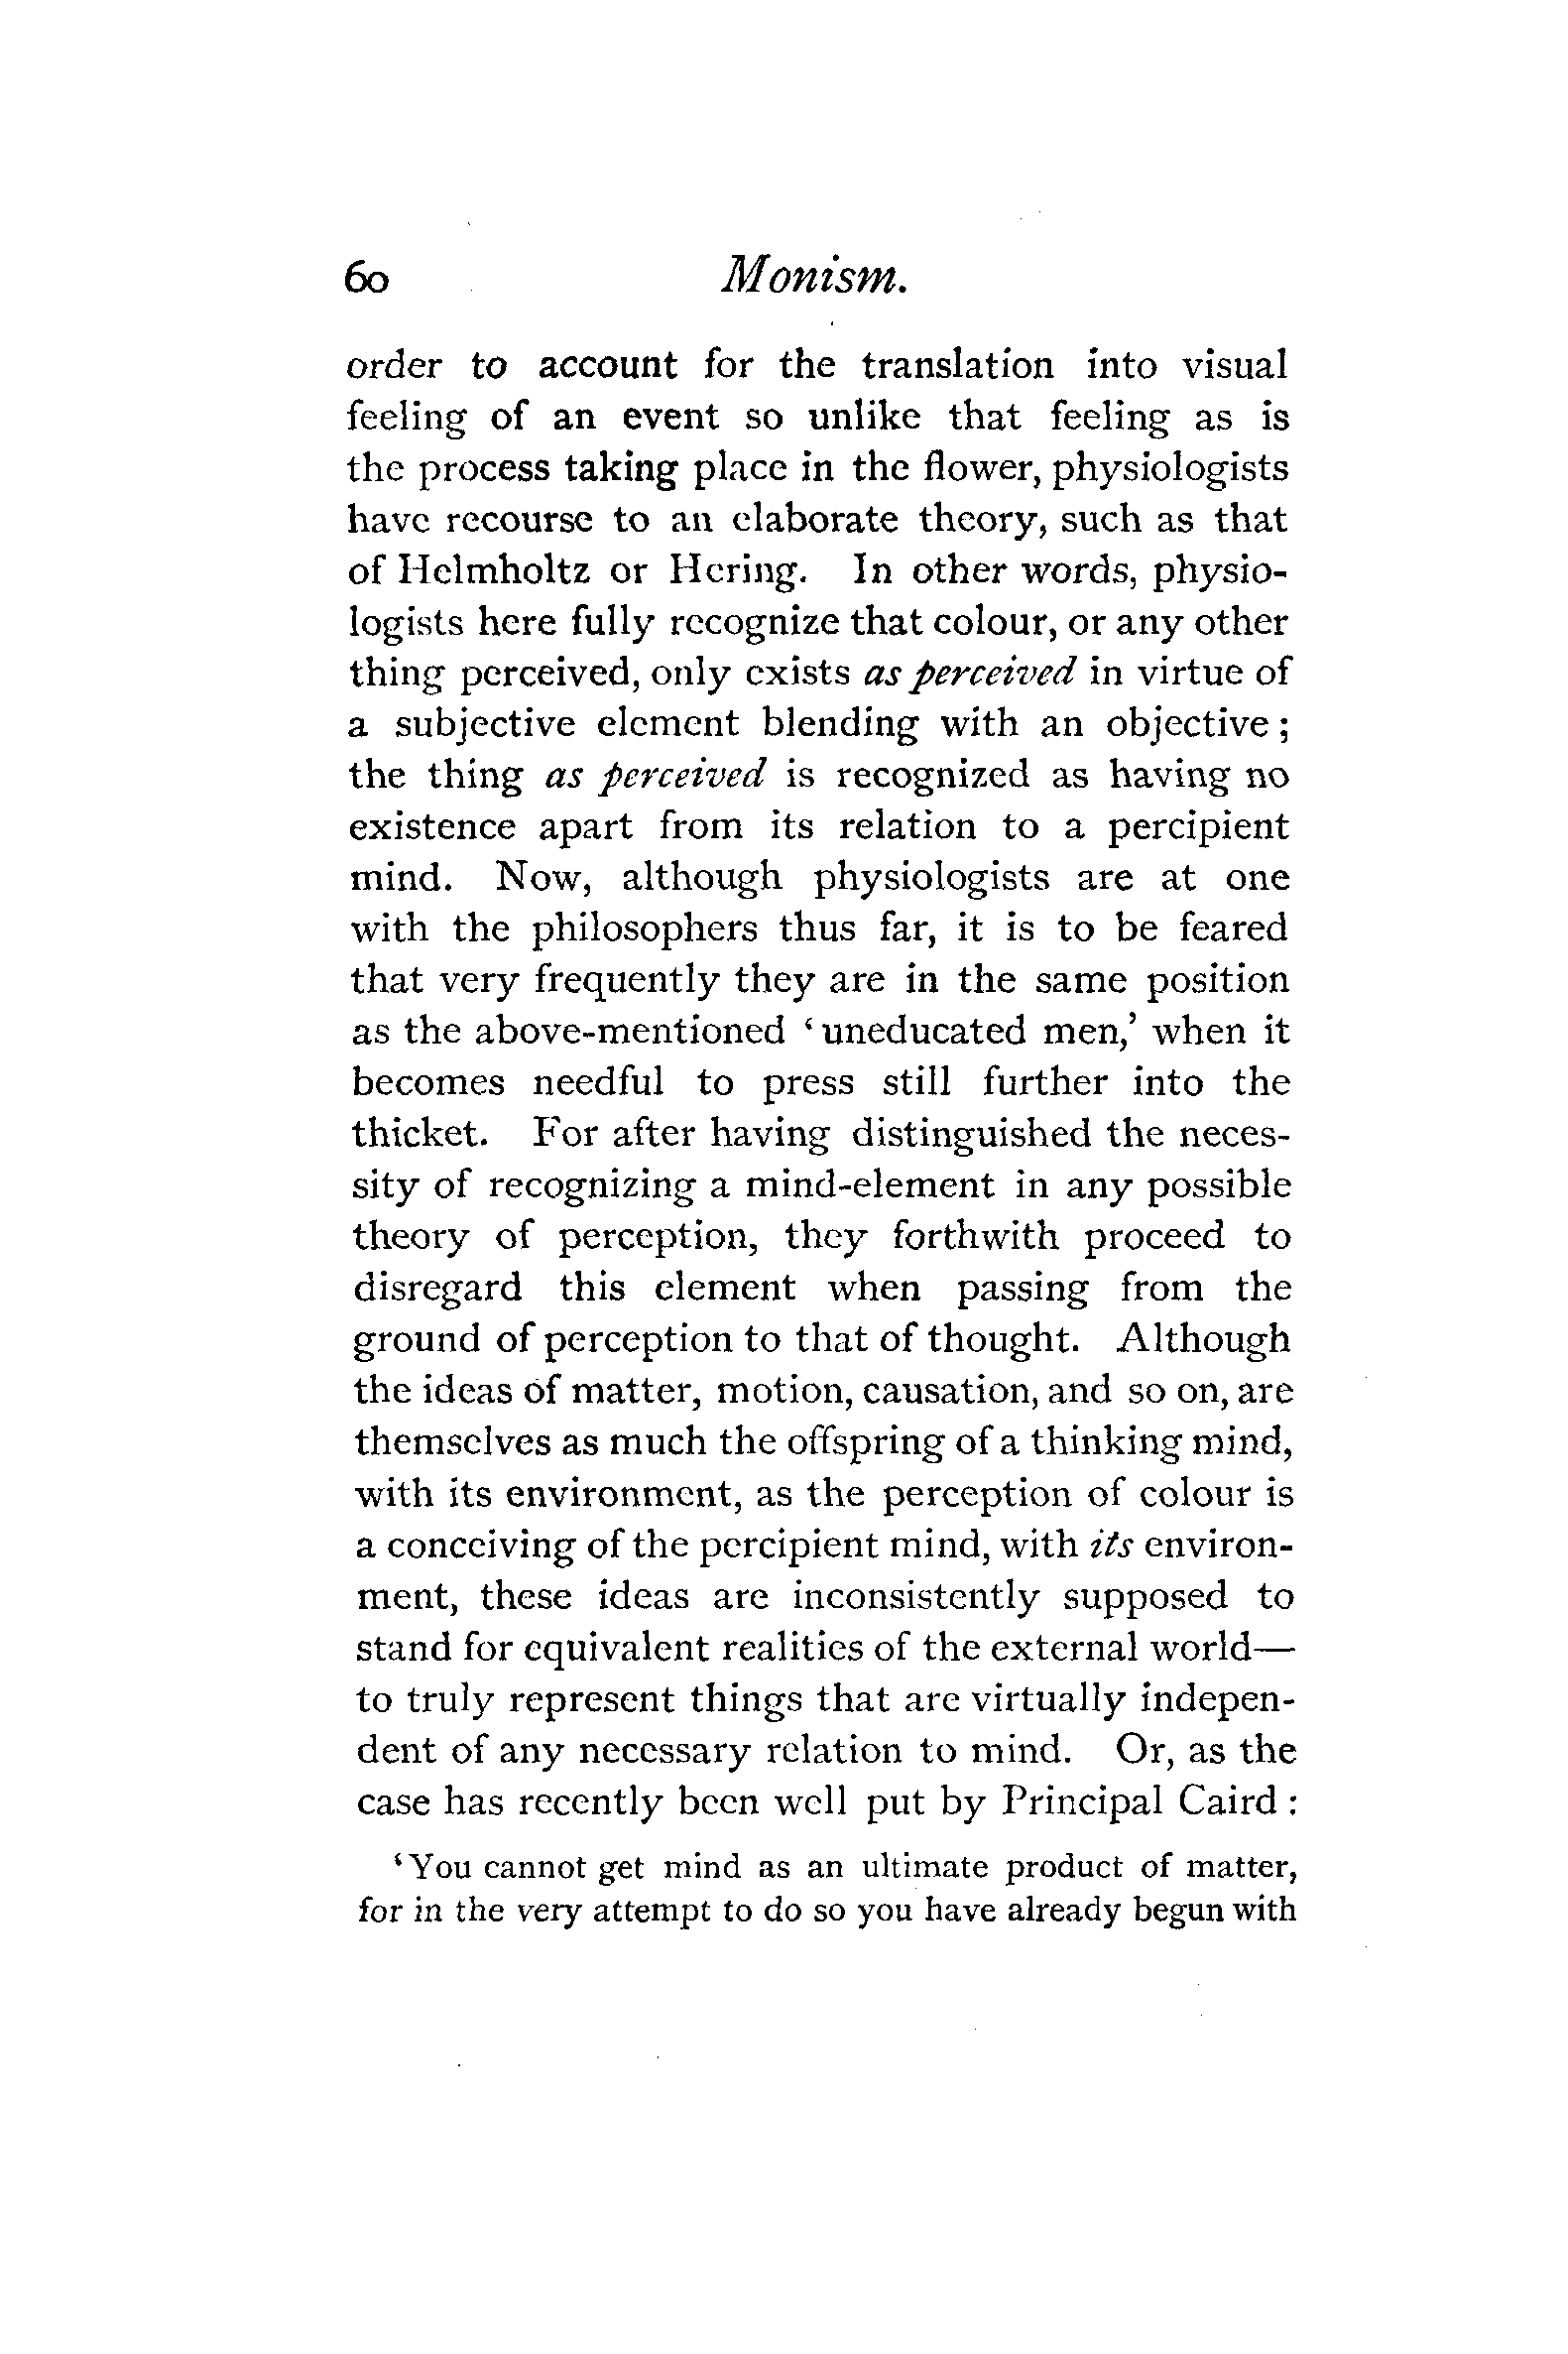 60 Monism.
order to account for the translation into visual
feeling of an event so unlike that feeling as is
the process taking place in the flower, physiologists
have recourse to an elaborate theory, such as that
of Helmholtz or Hering. In other words, physio-
logists here fully recognize that colour, or any other
thing perceived, only exists as perceived in virtue of
a subjective element blending with an objective;
the thing as perceived is recognized as having no
existence apart from its relation to a percipient
mind. Now, although physiologists are at one
with the philosophers thus far, it is to be feared
that very frequently they are in the same position
as the above-mentioned ‘uneducated men,’ when it
becomes needful to press still further into the
thicket. For after having distinguished the neces-
sity of recognizing a mind-element in any possible
theory of perception, they forthwith proceed to
disregard this element when passing from the
ground of perception to that of thought. Although
the ideas of matter, motion, causation, and so on, are
themselves as much the offspring of a thinking mind,
with its environment, as the perception of colour is
a conceiving of the percipient mind, with its environ-
ment, these ideas are inconsistently supposed to
stand for equivalent realities of the external world—
to truly represent things that are virtually indepen-
dent of any necessary relation to mind. Or, as the
case has recently been well put by Principal Caird :
‘You cannot get mind as an ultimate product of matter,
for in the very attempt to do so you have already begun with